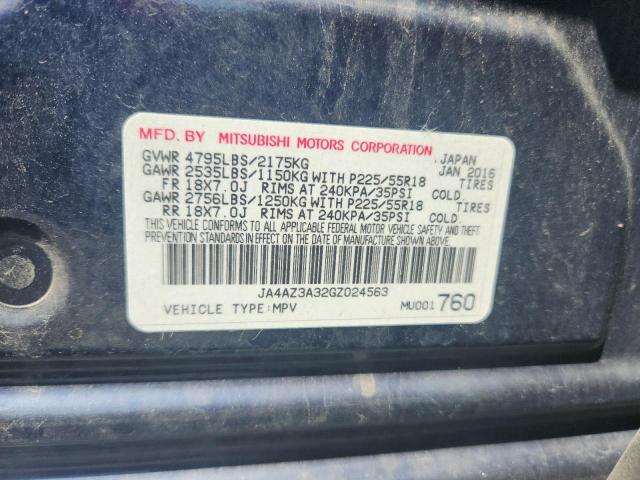 MFD. BY MITSUBISHI MOTORS CORPORATION, JAPAN
GVWR 4795LBS/2175KG JAN 2016
GAWR 2535LBS/1150KG WITH P225/55R18 TIRES
FR 18X7.0J RIMS AT 240KPA/35PSI COLD.
GAWR 2756LBS/1250KG WITH P225/55R18 TIRES
RR 18X7.0J RIMS AT 240KPA/35PSI COLD.
THIS VEHICLE CONFORMS TO ALL APPLICABLE FEDERAL MOTOR VEHICLE SAFETY AND THEFT
PREVENTION STANDARDS IN EFFECT ON THE DATE OF MANUFACTURE SHOWN ABOVE.
JA4AZ3A32GZ024563
VEHICLE TYPE:MPV MU001760